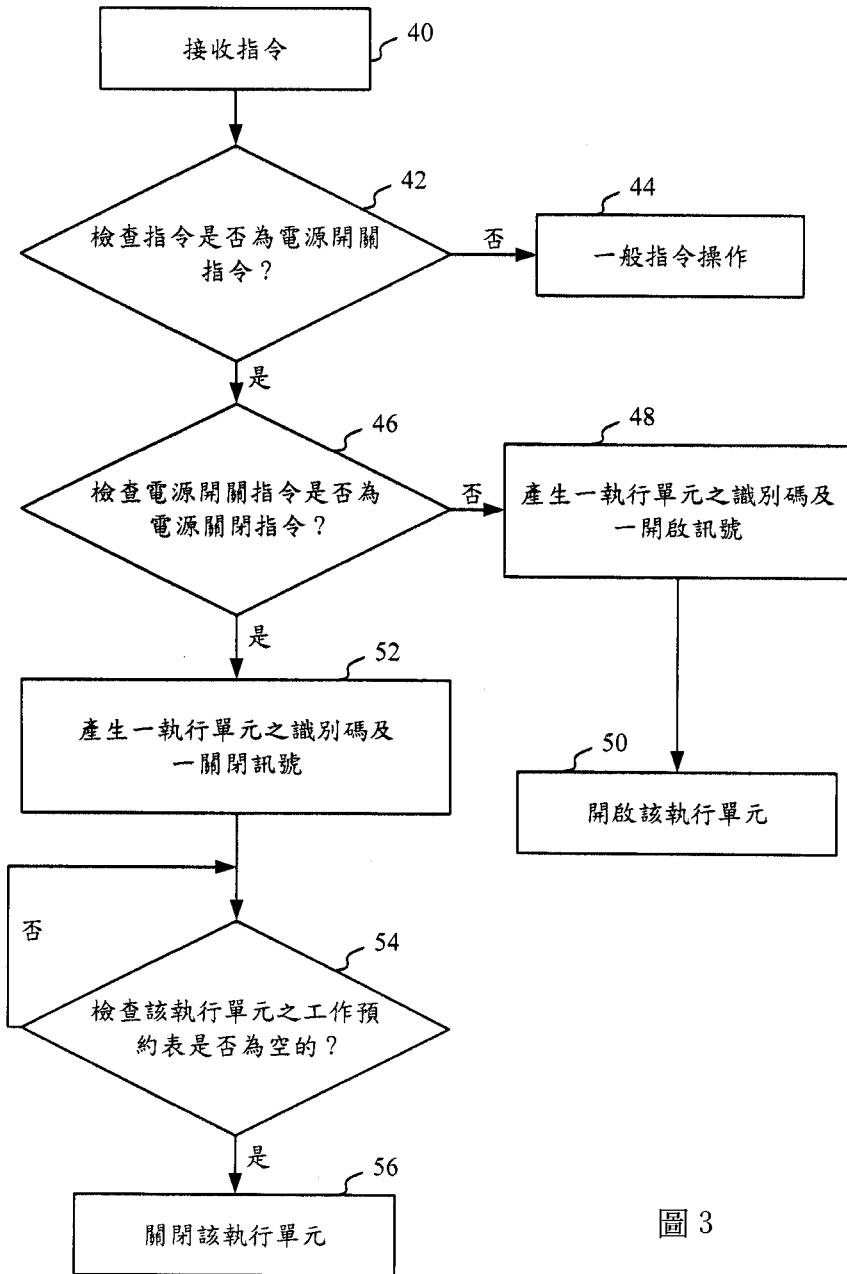 接收指令
40
42
檢查指令是否為電源開關
指令？
否
44
一般指令操作
是
46
檢查電源開關指令是否為
電源關閉指令？
否
48
產生一執行單元之識別碼及
一開啟訊號
是
52
產生一執行單元之識別碼及
一關閉訊號
50
開啟該執行單元
否
54
檢查該執行單元之工作預
約表是否為空的？
是
56
關閉該執行單元
圖 3